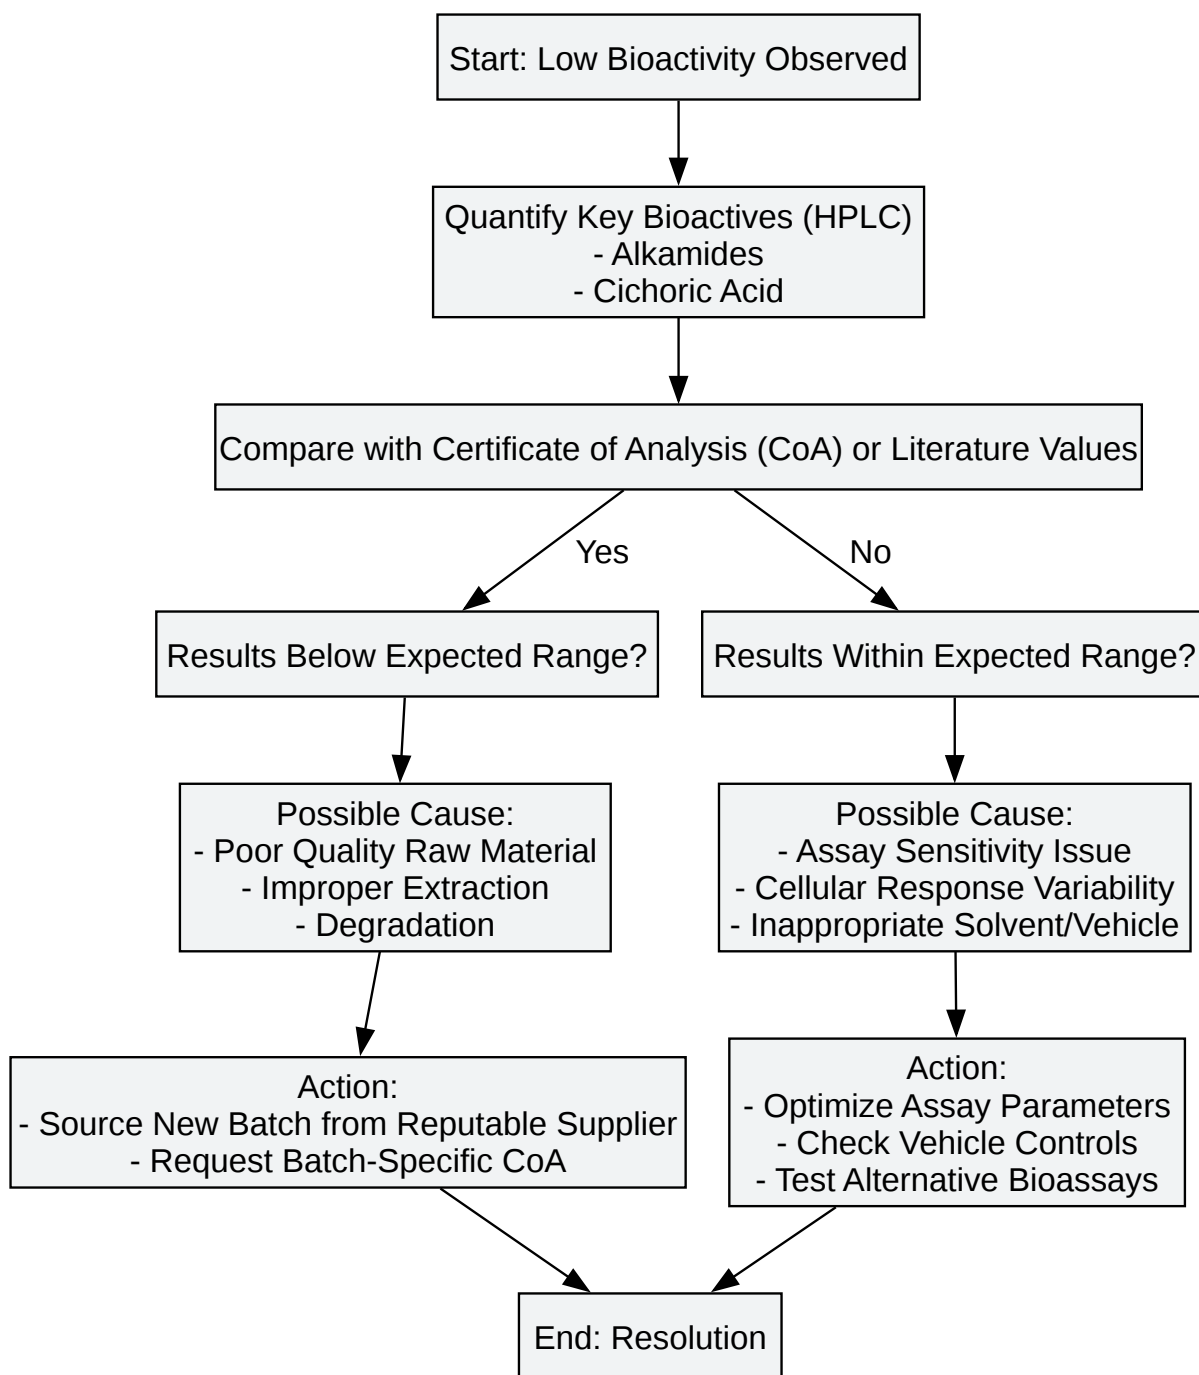 Start: Low Bioactivity Observed
Quantify Key Bioactives (HPLC)
- Alkamides
- Cichoric Acid
Compare with Certificate of Analysis (CoA) or Literature Values
Yes
No
Results Below Expected Range?
Results Within Expected Range?
Possible Cause:
- Poor Quality Raw Material
- Improper Extraction
- Degradation
Possible Cause:
- Assay Sensitivity Issue
- Cellular Response Variability
- Inappropriate Solvent/Vehicle
Action:
- Source New Batch from Reputable Supplier
- Request Batch-Specific CoA
Action:
- Optimize Assay Parameters
- Check Vehicle Controls
- Test Alternative Bioassays
End: Resolution